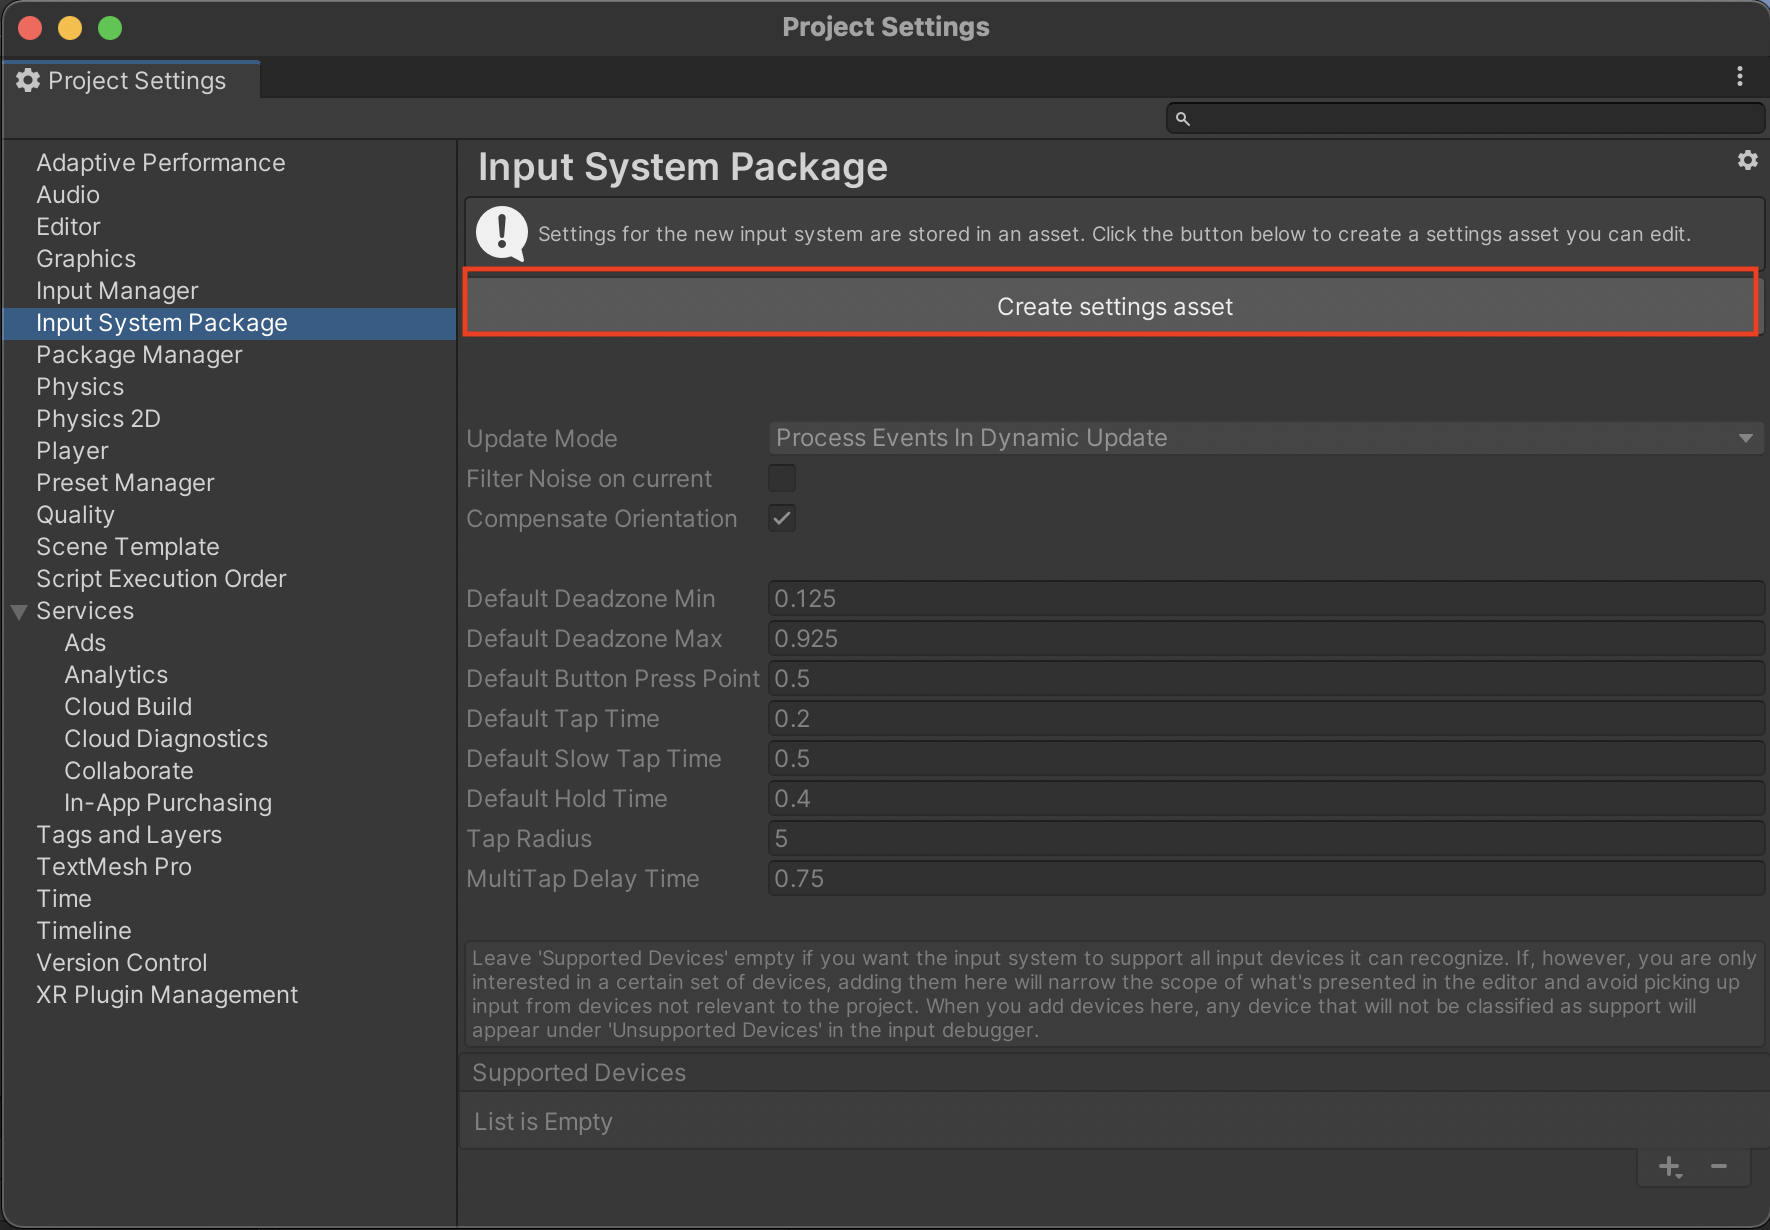 Project Settings
Project Settings
Adaptive Performance
Audio
Editor
Graphics
Input Manager
Input System Package
Package Manager
Physics
Physics 2D
Player
Preset Manager
Quality
Scene Template
Script Execution Order
Services
Ads
Analytics
Cloud Build
Cloud Diagnostics
Collaborate
In-App Purchasing
Tags and Layers
TextMesh Pro
Time
Timeline
Version Control
XR Plugin Management
Input System Package
Settings for the new input system are stored in an asset. Click the button below to create a settings asset you can edit.
Create settings asset
Update Mode Process Events In Dynamic Update
Filter Noise on current
Compensate Orientation
Default Deadzone Min 0.125
Default Deadzone Max 0.925
Default Button Press Point 0.5
Default Tap Time 0.2
Default Slow Tap Time 0.5
Default Hold Time 0.4
Tap Radius 5
MultiTap Delay Time 0.75
Leave 'Supported Devices' empty if you want the input system to support all input devices it can recognize. If, however, you are only
interested in a certain set of devices, adding them here will narrow the scope of what's presented in the editor and avoid picking up
input from devices not relevant to the project. When you add devices here, any device that will not be classified as support will
appear under 'Unsupported Devices' in the input debugger.
Supported Devices
List is Empty